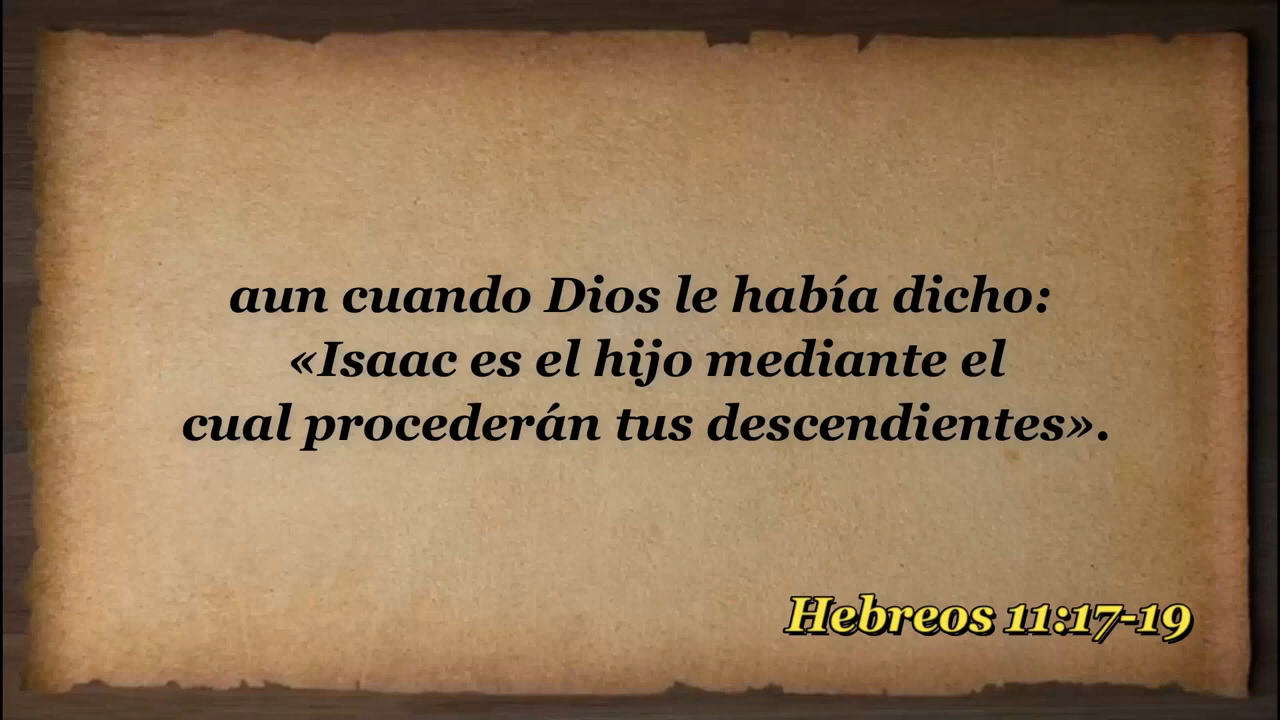 aun cuando Dios le había dicho:
«Isaac es el hijo mediante el
cual procederán tus descendientes».
Hebreos 11:17-19